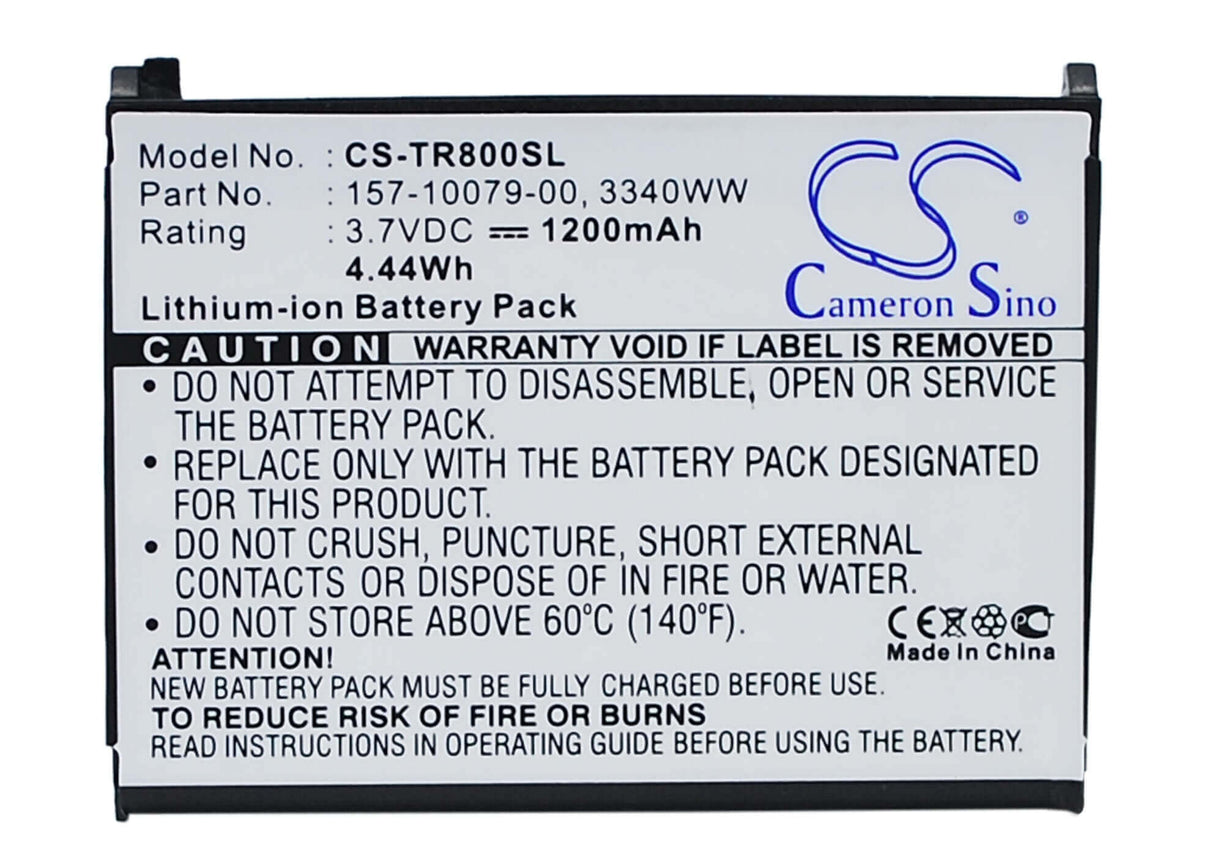 Model No. : CS-TR800SL
Part No. : 157-10079-00, 3340WW
Rating : 3.7VDC 1200mAh
4.44Wh
Lithium-ion Battery Pack
CS ®
Cameron Sino
CAUTION WARRANTY VOID IF LABEL IS REMOVED
• DO NOT ATTEMPT TO DISASSEMBLE, OPEN OR SERVICE
THE BATTERY PACK.
• REPLACE ONLY WITH THE BATTERY PACK DESIGNATED
FOR THIS PRODUCT.
• DO NOT CRUSH, PUNCTURE, SHORT EXTERNAL
CONTACTS OR DISPOSE OF IN FIRE OR WATER.
• DO NOT STORE ABOVE 60°C (140°F).
CE PC
Made in China
ATTENTION!
NEW BATTERY PACK MUST BE FULLY CHARGED BEFORE USE.
TO REDUCE RISK OF FIRE OR BURNS
READ INSTRUCTIONS IN OPERATING GUIDE BEFORE USING THE BATTERY.